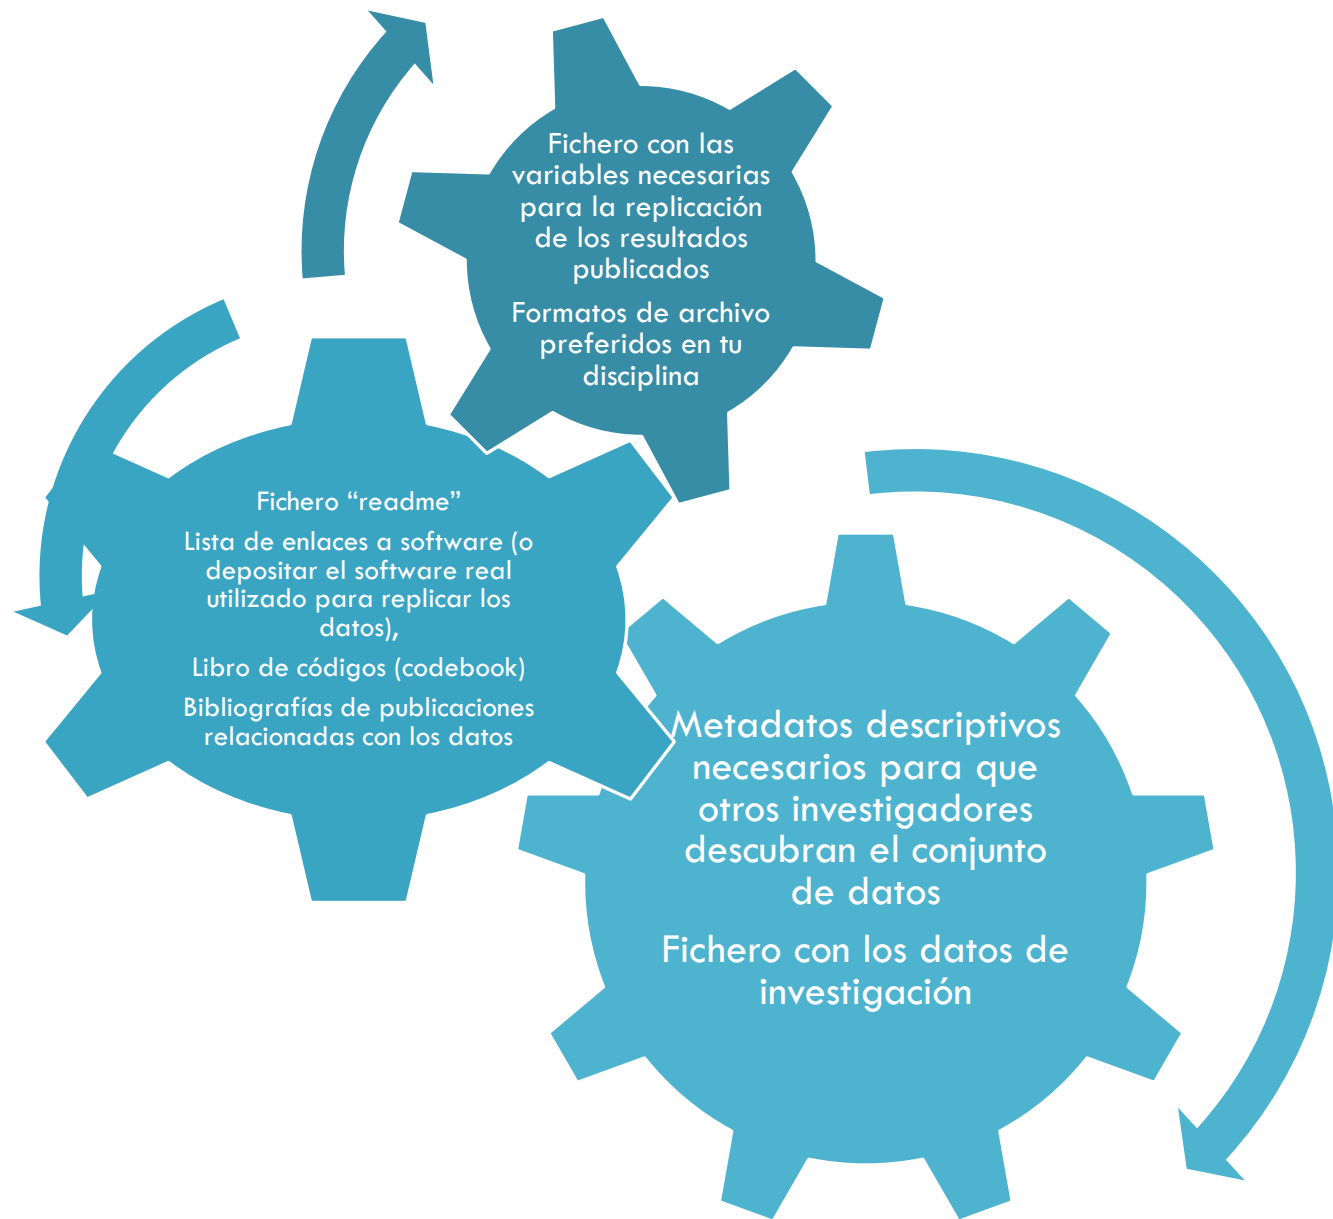 Fichero con las
variables necesarias
para la replicación
de los resultados
publicados
Formatos de archivo
preferidos en tu
disciplina
Fichero “readme”
Lista de enlaces a software (o
depositar el software real
utilizado para replicar los
datos),
Libro de códigos (codebook)
Bibliografías de publicaciones
relacionadas con los datos
Metadatos descriptivos
necesarios para que
otros investigadores
descubran el conjunto
de datos
Fichero con los datos de
investigación